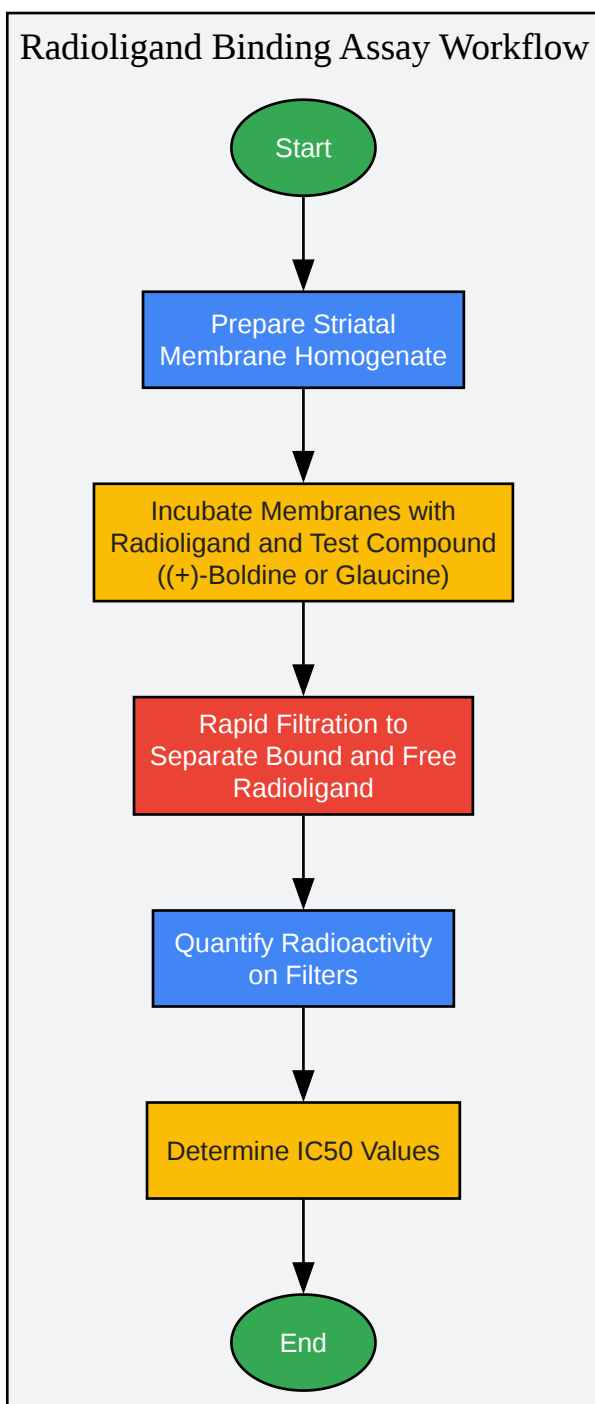 Radioligand Binding Assay Workflow
Start
Prepare Striatal
Membrane Homogenate
Incubate Membranes with
Radioligand and Test Compound
((+)-Boldine or Glaucine)
Rapid Filtration to
Separate Bound and Free
Radioligand
Quantify Radioactivity
on Filters
Determine IC50 Values
End